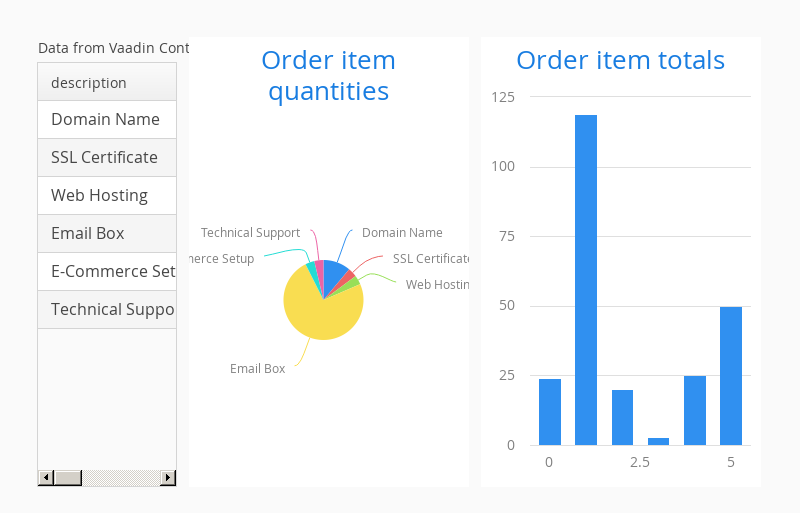 Data from Vaadin Cont
description
Domain Name
SSL Certificate
Web Hosting
Email Box
E-Commerce Set
Technical Suppo
Order item
quantities
Technical Support
Domain Name
merce Setup
SSL Certificate
Web Hostin
Email Box
Order item totals
125
100
75
50
25
0
0
2.5
5